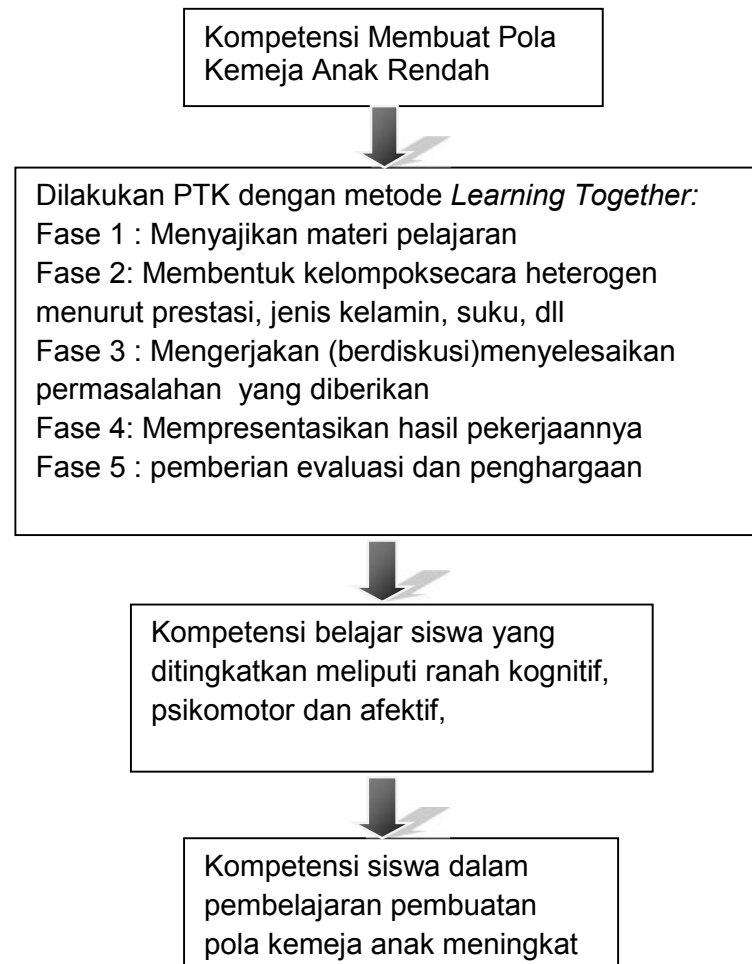 Kompetensi Membuat Pola
Kemeja Anak Rendah
Dilakukan PTK dengan metode Learning Together:
Fase 1 : Menyajikan materi pelajaran
Fase 2: Membentuk kelompoksecara heterogen
menurut prestasi, jenis kelamin, suku, dll
Fase 3 : Mengerjakan (berdiskusi)menyelesaikan
permasalahan  yang diberikan
Fase 4: Mempresentasikan hasil pekerjaannya
Fase 5 : pemberian evaluasi dan penghargaan
Kompetensi belajar siswa yang
ditingkatkan meliputi ranah kognitif,
psikomotor dan afektif,
Kompetensi siswa dalam
pembelajaran pembuatan
pola kemeja anak meningkat